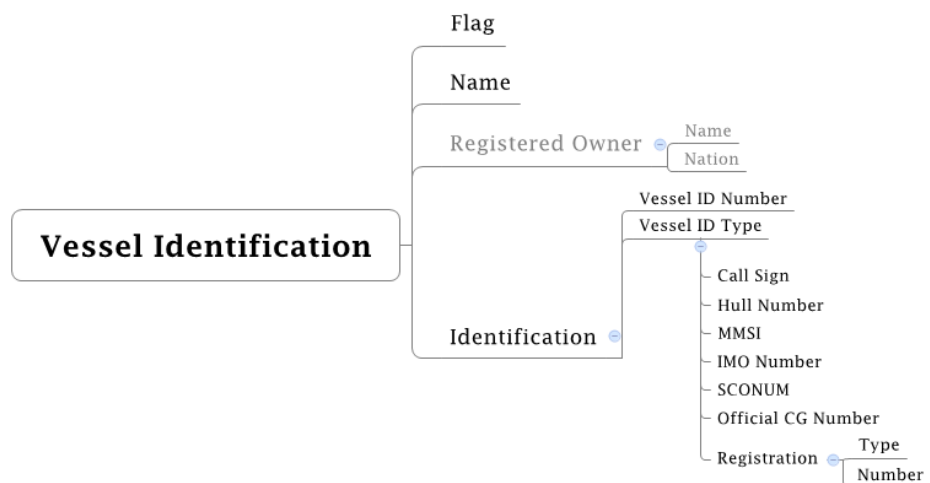 Flag
Name
Registered Owner
Name
Nation
Vessel Identification
Identification
Vessel ID Number
Vessel ID Type
Call Sign
Hull Number
MMSI
IMO Number
SCONUM
Official CG Number
Registration
Type
Number